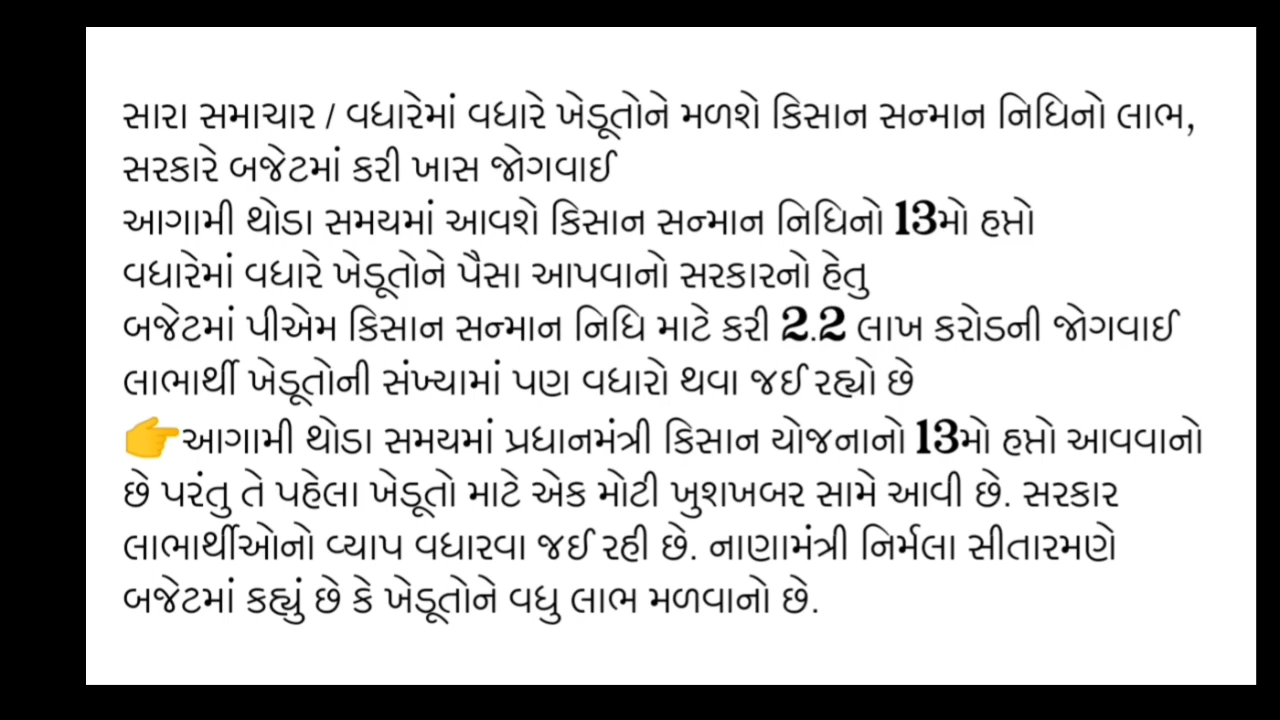 સારા સમાચાર / વધારેમાં વધારે ખેડૂતોને મળશે કિસાન સન્માન નિધિનો લાભ,
સરકારે બજેટમાં કરી ખાસ જોગવાઈ
આગામી થોડા સમયમાં આવશે કિસાન સન્માન નિધિનો 13મો હપ્તો
વધારેમાં વધારે ખેડૂતોને પૈસા આપવાનો સરકારનો હેતુ
બજેટમાં પીએમ કિસાન સન્માન નિધિ માટે કરી 2.2 લાખ કરોડની જોગવાઈ
લાભાર્થી ખેડૂતોની સંખ્યામાં પણ વધારો થવા જઈ રહ્યો છે
👉આગામી થોડા સમયમાં પ્રધાનમંત્રી કિસાન યોજનાનો 13મો હપ્તો આવવાનો
છે પરંતુ તે પહેલા ખેડૂતો માટે એક મોટી ખુશખબર સામે આવી છે. સરકાર
લાભાર્થીઓનો વ્યાપ વધારવા જઈ રહી છે. નાણામંત્રી નિર્મલા સીતારમણે
બજેટમાં કહ્યું છે કે ખેડૂતોને વધુ લાભ મળવાનો છે.